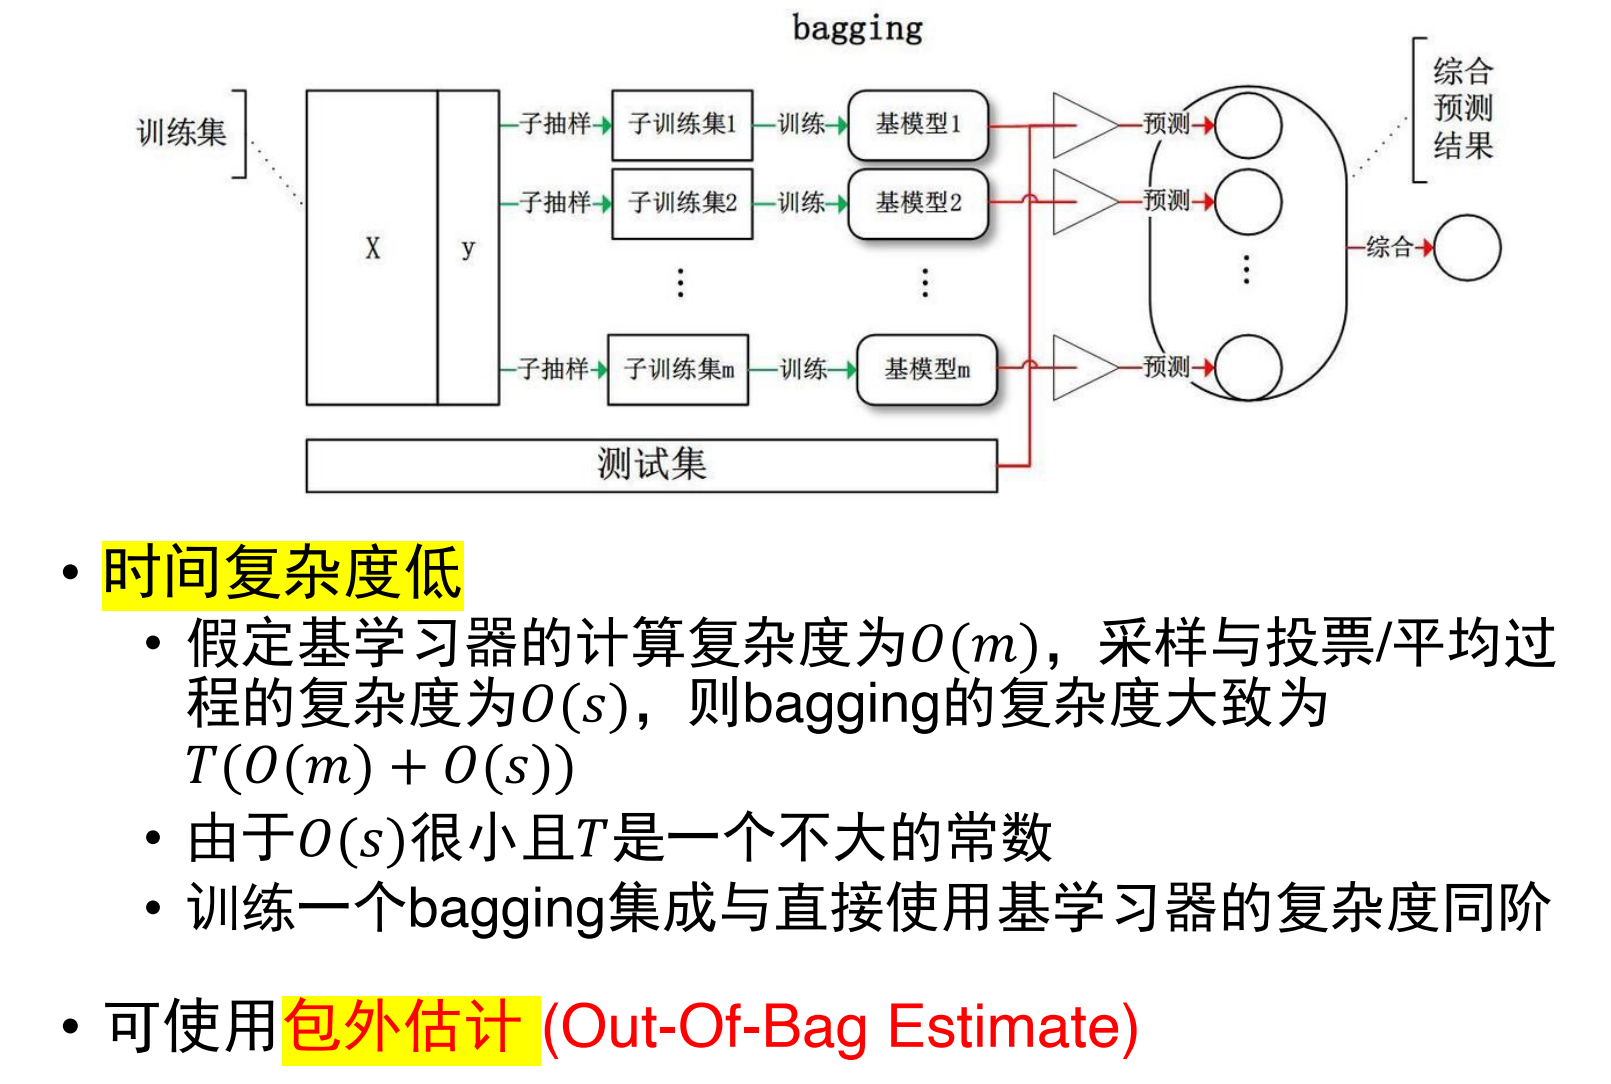 bagging
训练集
X
y
子抽样
子训练集1
训练
基模型1
预测
综合
预测
结果
子抽样
子训练集2
训练
基模型2
预测
综合
子抽样
子训练集m
训练
基模型m
预测
测试集
• 时间复杂度低
• 假定基学习器的计算复杂度为O(m)，采样与投票/平均过
程的复杂度为O(s)，则bagging的复杂度大致为
T(O(m) + O(s))
• 由于O(s)很小且T是一个不大的常数
• 训练一个bagging集成与直接使用基学习器的复杂度同阶
• 可使用包外估计 (Out-Of-Bag Estimate)